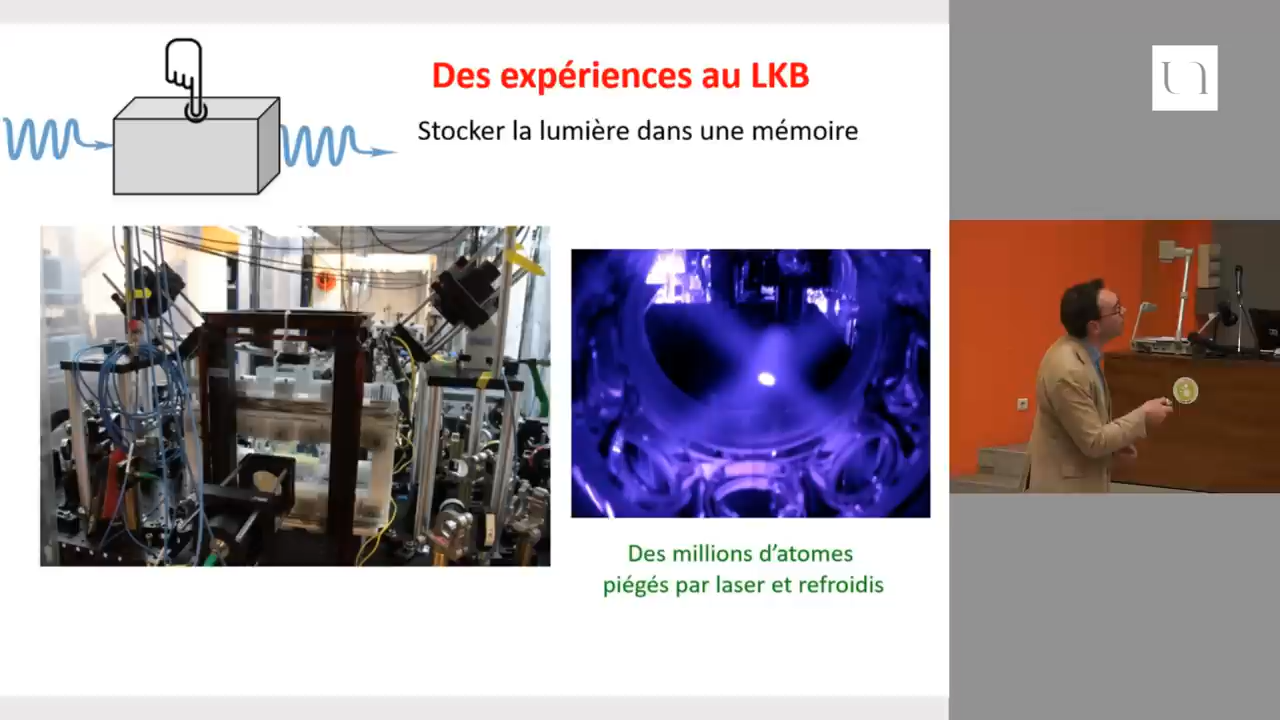 Des expériences au LKB
Stocker la lumière dans une mémoire
Des millions d'atomes
piégés par laser et refroidis